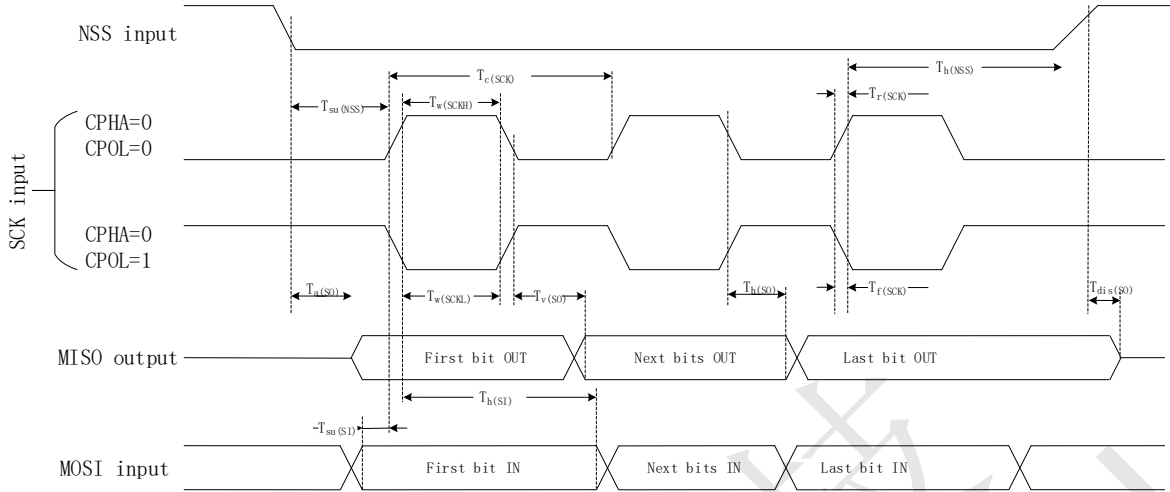 NSS input
Tc(SCK)
Th(NSS)
Tsu(NSS)
Tw(SCKH)
Tr(SCK)
SCK input
CPHA=0
CPOL=0
CPHA=0
CPOL=1
Ta(SO)
Tw(SCKL)
Tv(SO)
Th(SO)
Tf(SCK)
Tdis(SO)
MISO output
First bit OUT
Next bits OUT
Last bit OUT
Th(SI)
Tsu(SI)
MOSI input
First bit IN
Next bits IN
Last bit IN